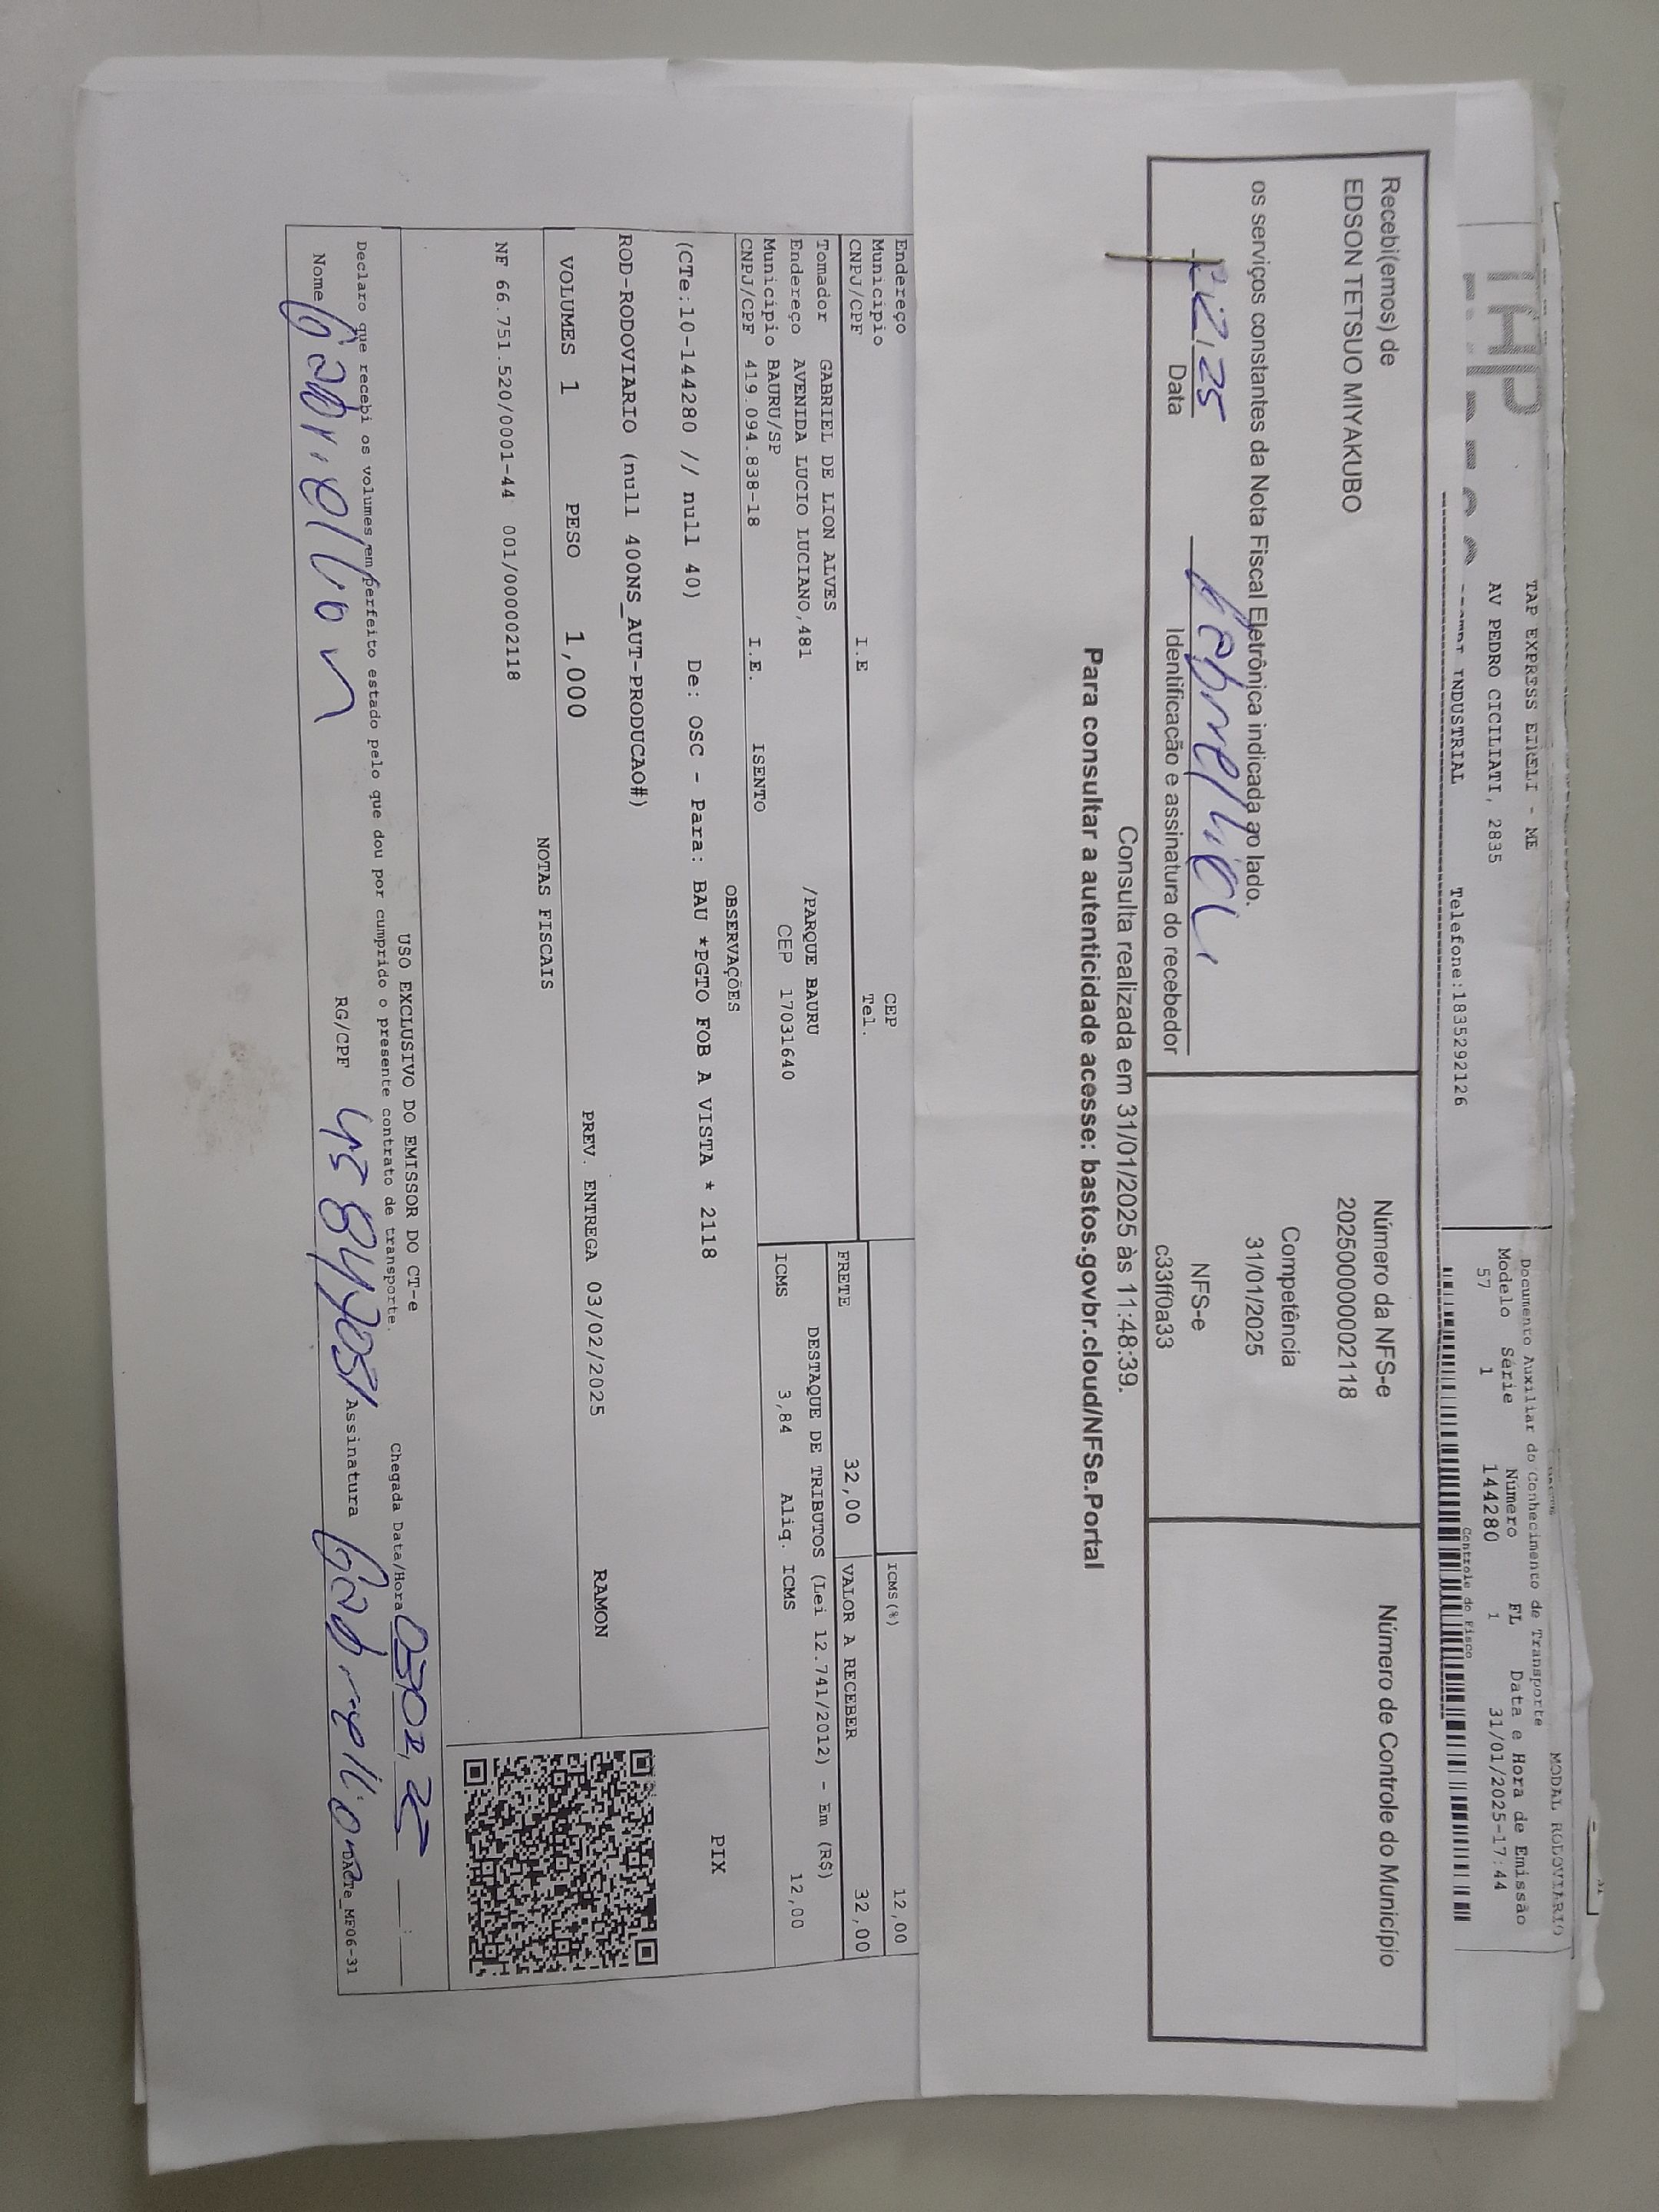 TAP EXPRESS EIRELI - ME
AV PEDRO CICILIATI, 2835
INDUSTRIAL Telefone:1835292126
MODAL RODOVIARIO
Documento Auxiliar do Conhecimento de Transporte
Modelo Série Número FL Data e Hora de Emissão
57 1 144280 1 31/01/2025-17:44
Controle do Fisco
Recebi(emos) de
EDSON TETSUO MIYAKUBO
os serviços constantes da Nota Fiscal Eletrônica indicada ao lado.
Data
Identificação e assinatura do recebedor
Número da NFS-e
202500000002118
Competência
31/01/2025
NFS-e
c33ff0a33
Número de Controle do Município
Consulta realizada em 31/01/2025 às 11:48:39.
Para consultar a autenticidade acesse: bastos.govbr.cloud/NFSe.Portal
Endereço CEP
Município Tel.
CNPJ/CPF I.E
ICMS(%) 12,00
Tomador GABRIEL DE LION ALVES
Endereço AVENIDA LUCIO LUCIANO,481 /PARQUE BAURU
Município BAURU/SP CEP 17031640
CNPJ/CPF 419.094.838-18 I.E. ISENTO
FRETE 32,00 VALOR A RECEBER 32,00
DESTAQUE DE TRIBUTOS (Lei 12.741/2012) - Em (R$)
ICMS 3,84 Aliq. ICMS 12,00
OBSERVAÇÕES
(CTe:10-144280 // null 40) De: OSC - Para: BAU *PGTO FOB A VISTA * 2118
ROD-RODOVIARIO (null 400NS_AUT-PRODUCAO#)
PIX
VOLUMES 1 PESO 1,000 PREV. ENTREGA 03/02/2025 RAMON
NOTAS FISCAIS
NF 66.751.520/0001-44 001/000002118
USO EXCLUSIVO DO EMISSOR DO CT-e
Declaro que recebi os volumes em perfeito estado pelo que dou por cumprido o presente contrato de transporte.
Chegada Data/Hora
Nome Gabriel Lion RG/CPF Assinatura Gabriel Lion
DACTe_MF06-31